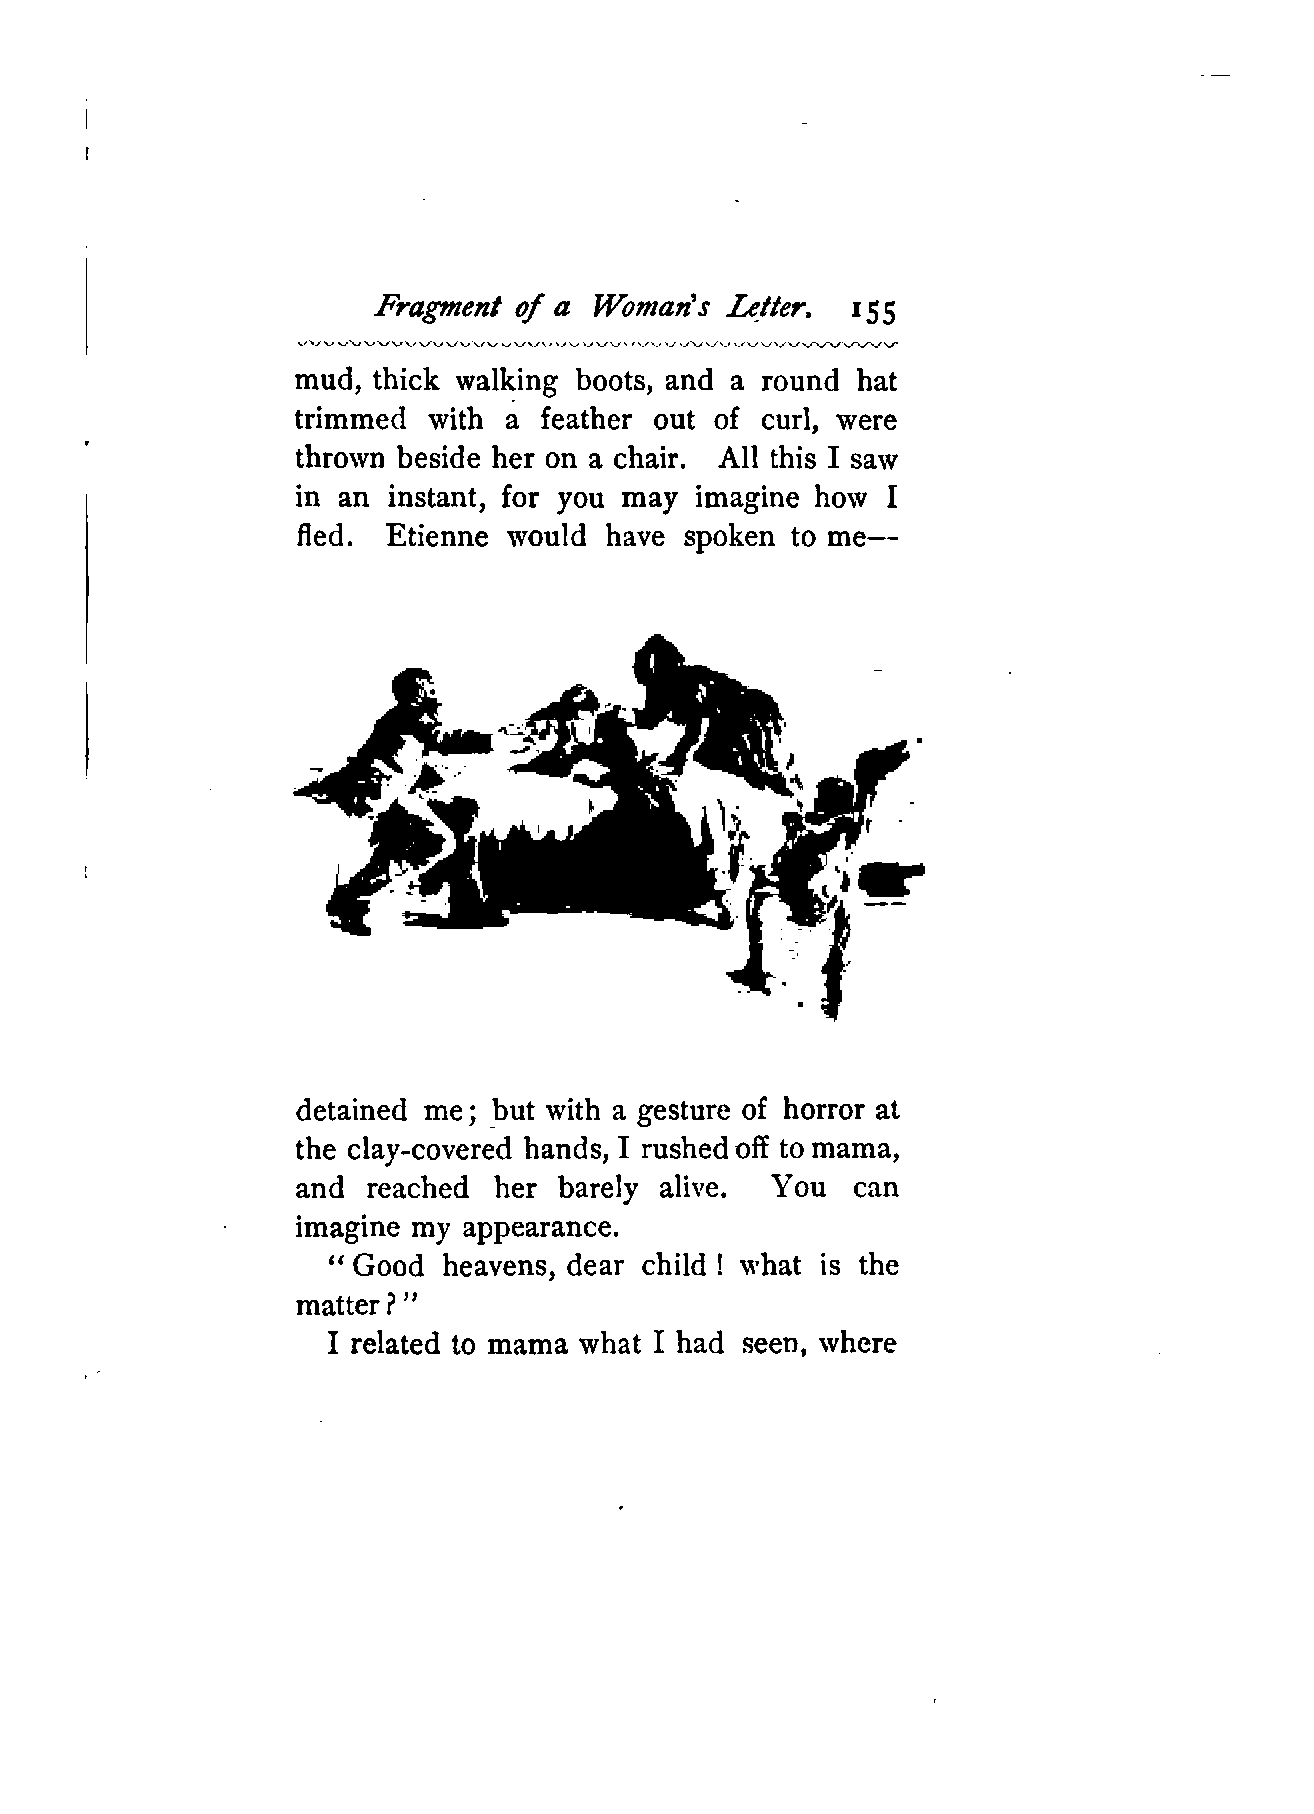 Fragment of a Woman's Letter. 155
mud, thick walking boots, and a round hat
trimmed with a feather out of curl, were
thrown beside her on a chair. All this I saw
in an instant, for you may imagine how I
fled. Etienne would have spoken to me—
detained me; but with a gesture of horror at
the clay-covered hands, I rushed off to mama,
and reached her barely alive. You can
imagine my appearance.
"Good heavens, dear child! what is the
matter?"
I related to mama what I had seen, where